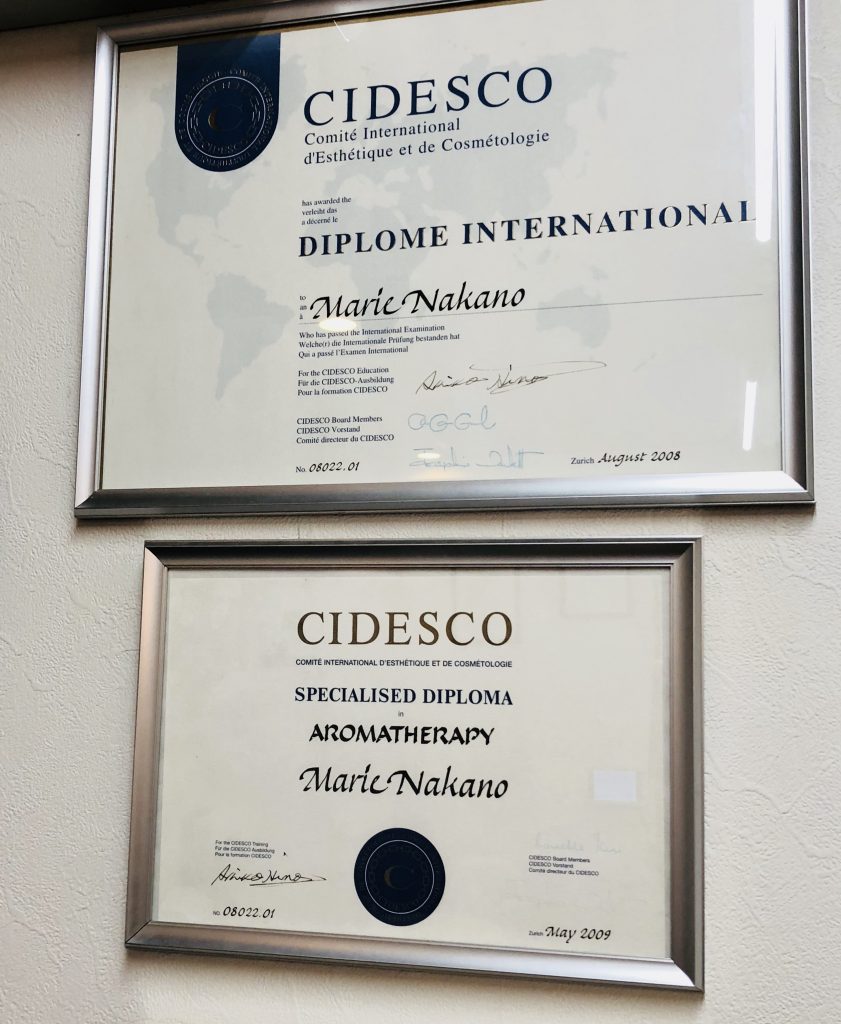 CIDESCO
Comité International
d'Esthétique et de Cosmétologie
has awarded the
verleiht das
a décerné le
DIPLOME INTERNATIONAL
to
an
à
Marie Nakano
Who has passed the International Examination
Welche(r) die Internationale Prüfung bestanden hat
Qui a passé l'Examen International
For the CIDESCO Education
Für die CIDESCO-Ausbildung
Pour la formation CIDESCO
CIDESCO Board Members
CIDESCO Vorstand
Comité directeur du CIDESCO
No. 08022.01
Zurich August 2008
CIDESCO
COMITÉ INTERNATIONAL D'ESTHÉTIQUE ET DE COSMÉTOLOGIE
SPECIALISED DIPLOMA
in
AROMATHERAPY
Marie Nakano
For the CIDESCO Training
Für die CIDESCO Ausbildung
Pour la formation CIDESCO
CIDESCO Board Members
CIDESCO Vorstand
Comité directeur du CIDESCO
NO. 08022.01
Zurich May 2009